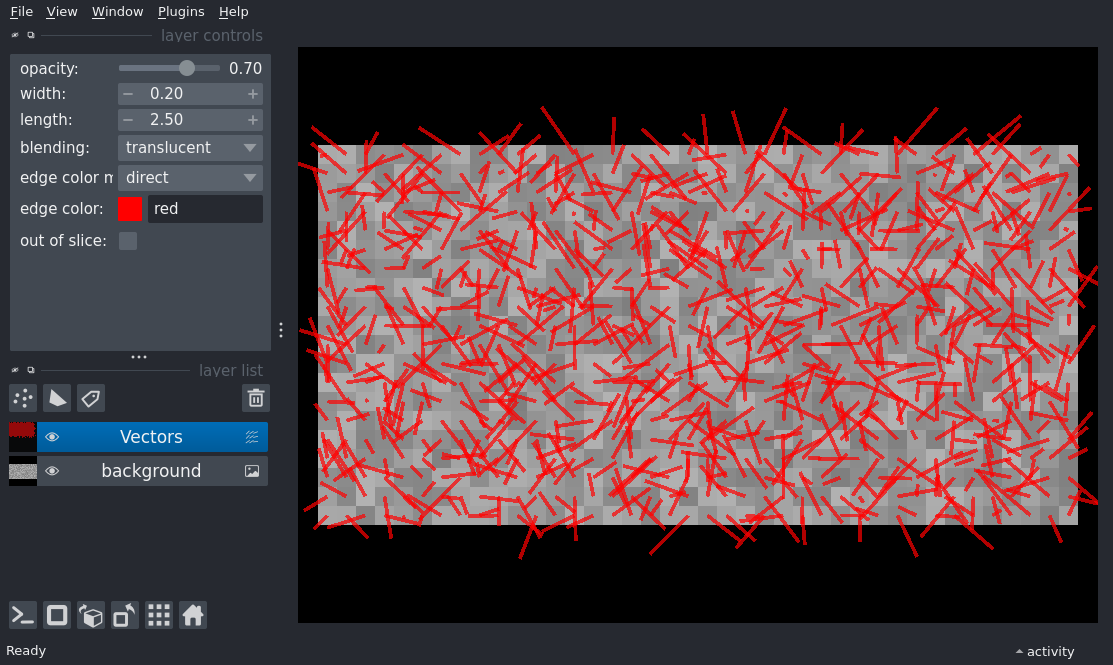 File View Window Plugins Help
layer controls
opacity: 0.70
width: 0.20
length: 2.50
blending: translucent
edge color m direct
edge color: red
out of slice:
layer list
Vectors
background
Ready
activity